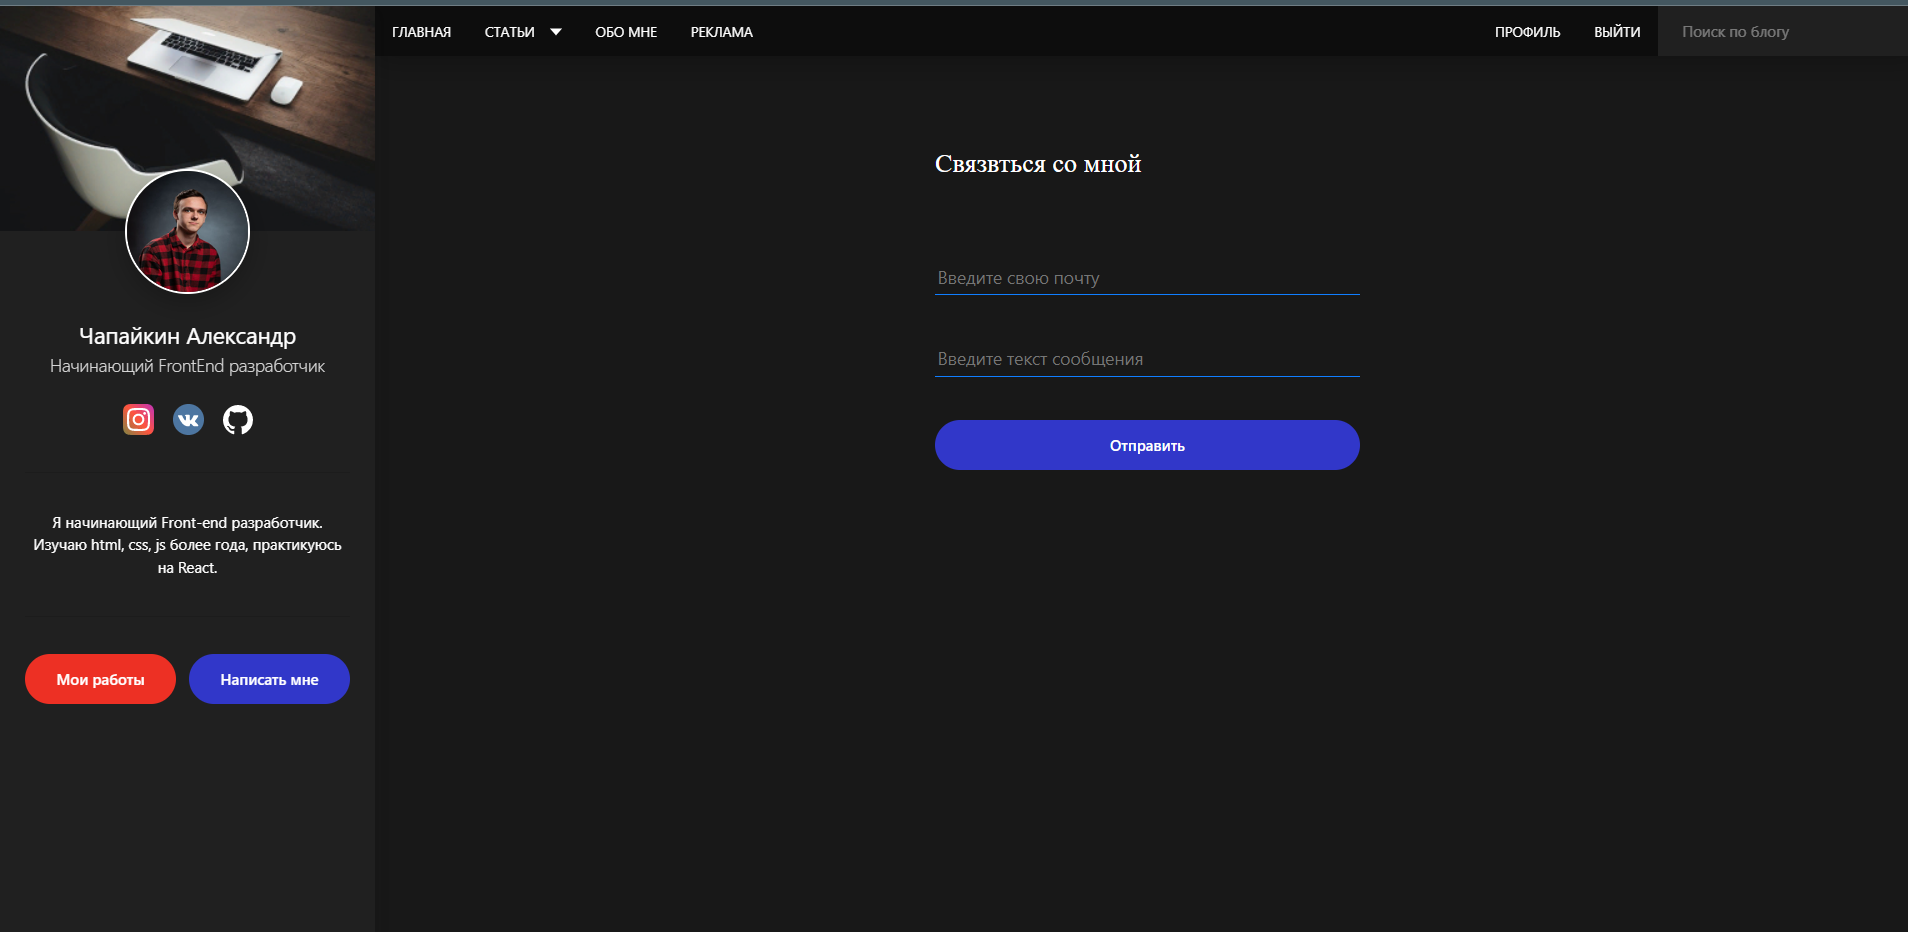 ГЛАВНАЯ СТАТЬИ ОБО МНЕ РЕКЛАМА ПРОФИЛЬ ВЫЙТИ Поиск по блогу
Чапайкин Александр
Начинающий FrontEnd разработчик
Я начинающий Front-end разработчик.
Изучаю html, css, js более года, практикуюсь
на React.
Мои работы Написать мне
Связвться со мной
Введите свою почту
Введите текст сообщения
Отправить